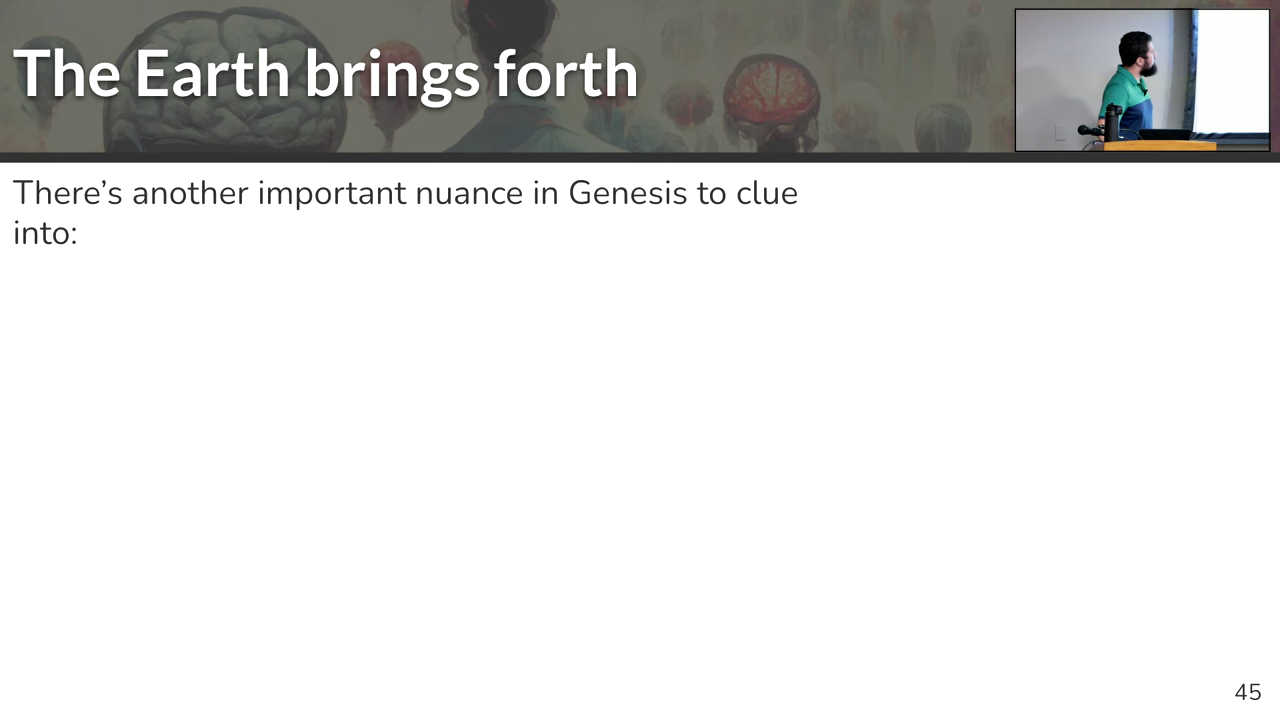 The Earth brings forth
There’s another important nuance in Genesis to clue
into:
45